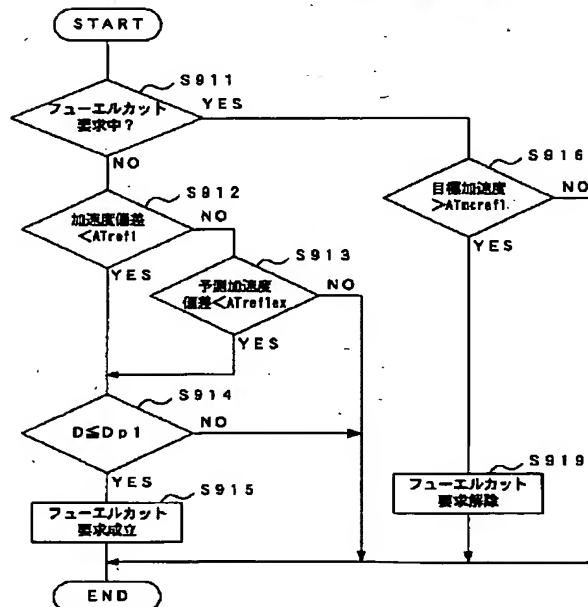 START
S911
フューエルカット
要求中？
YES
NO
S916
目標加速度
>ATmcref1
NO
YES
S912
加速度偏差
<ATref1
NO
YES
S913
予測加速度
偏差<ATref1ex
NO
YES
S914
D≦Dp1
NO
YES
S915
フューエルカット
要求成立
S919
フューエルカット
要求解除
END